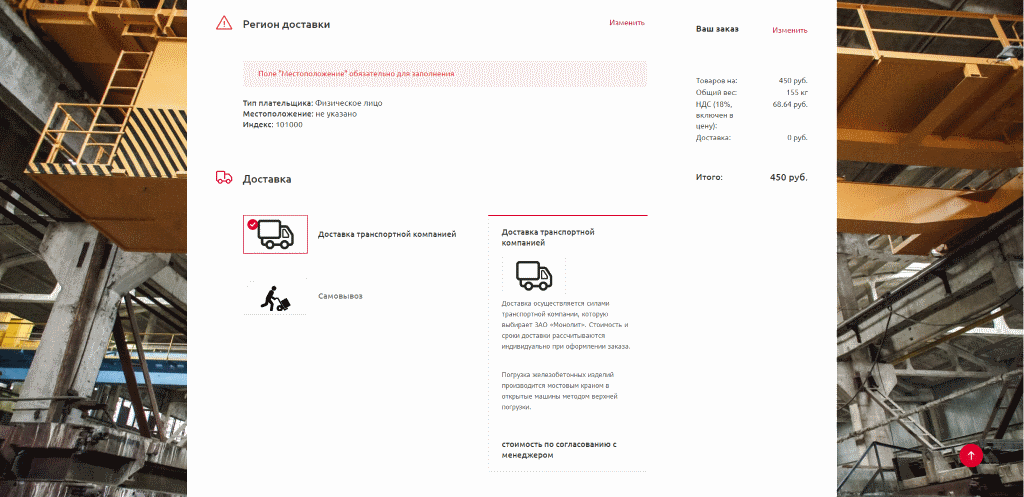 Регион доставки
Изменить
Поле "Местоположение" обязательно для заполнения
Тип плательщика: Физическое лицо
Местоположение: не указано
Индекс: 101000
Доставка
Доставка транспортной компанией
Самовывоз
Доставка транспортной
компанией
Доставка осуществляется силами
транспортной компании, которую
выбирает ЗАО «Монолит». Стоимость и
сроки доставки рассчитываются
индивидуально при оформлении заказа.
Погрузка железобетонных изделий
производится мостовым краном в
открытые машины методом верхней
погрузки.
стоимость по согласованию с
менеджером
Ваш заказ
Изменить
Товаров на: 450 руб.
Общий вес: 155 кг
НДС (18%, 68.64 руб.
включен в
цену):
Доставка: 0 руб.
Итого: 450 руб.